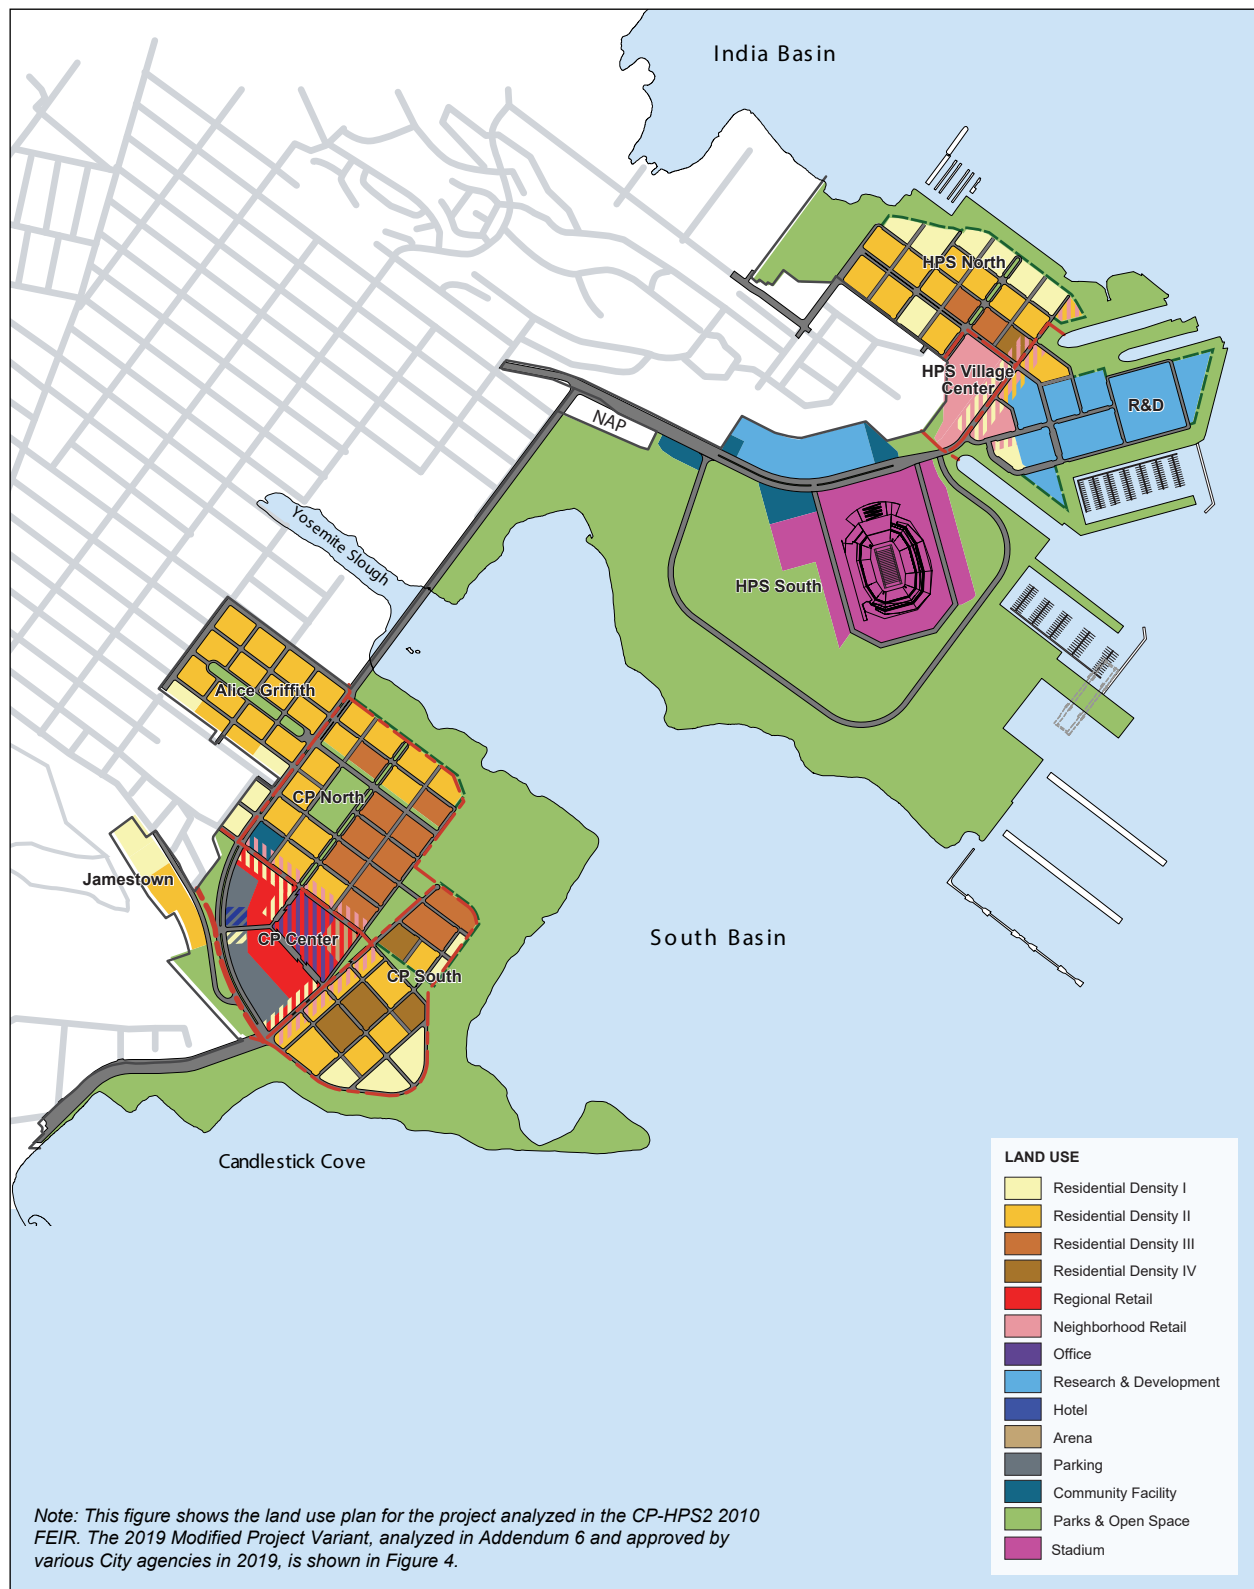 India Basin
HPS North
HPS Village
Center
R&D
NAP
Yosemite Slough
HPS South
Alice Griffith
CP North
Jamestown
CP Center
CP South
South Basin
Candlestick Cove
LAND USE
Residential Density I
Residential Density II
Residential Density III
Residential Density IV
Regional Retail
Neighborhood Retail
Office
Research & Development
Hotel
Arena
Parking
Community Facility
Parks & Open Space
Stadium
Note: This figure shows the land use plan for the project analyzed in the CP-HPS2 2010
FEIR. The 2019 Modified Project Variant, analyzed in Addendum 6 and approved by
various City agencies in 2019, is shown in Figure 4.